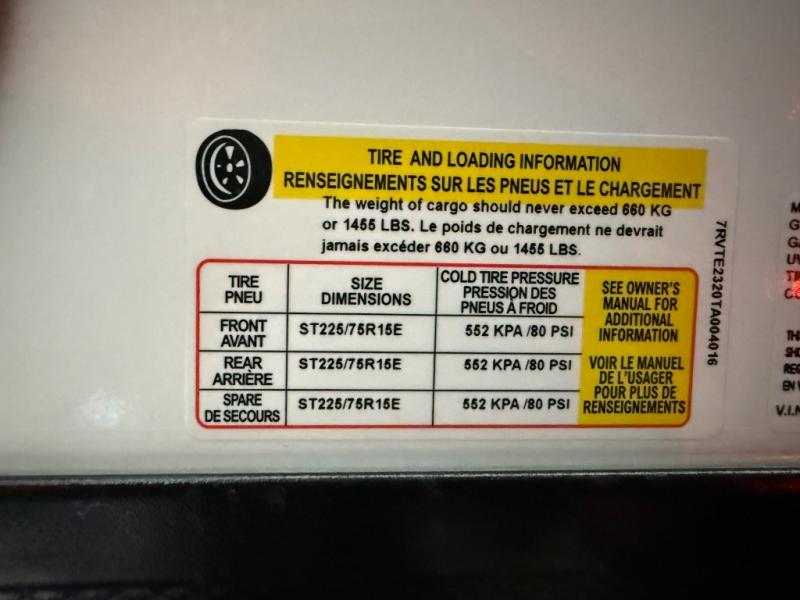 TIRE AND LOADING INFORMATION
RENSEIGNEMENTS SUR LES PNEUS ET LE CHARGEMENT
The weight of cargo should never exceed 660 KG
or 1455 LBS. Le poids de chargement ne devrait
jamais excéder 660 KG ou 1455 LBS.
TIRE
PNEU
SIZE
DIMENSIONS
COLD TIRE PRESSURE
PRESSION DES
PNEUS À FROID
FRONT
AVANT
ST225/75R15E
552 KPA /80 PSI
REAR
ARRIÈRE
ST225/75R15E
552 KPA /80 PSI
SPARE
DE SECOURS
ST225/75R15E
552 KPA /80 PSI
SEE OWNER'S
MANUAL FOR
ADDITIONAL
INFORMATION
VOIR LE MANUEL
DE L'USAGER
POUR PLUS DE
RENSEIGNEMENTS
7RVTE2320TA004016
V.I.N